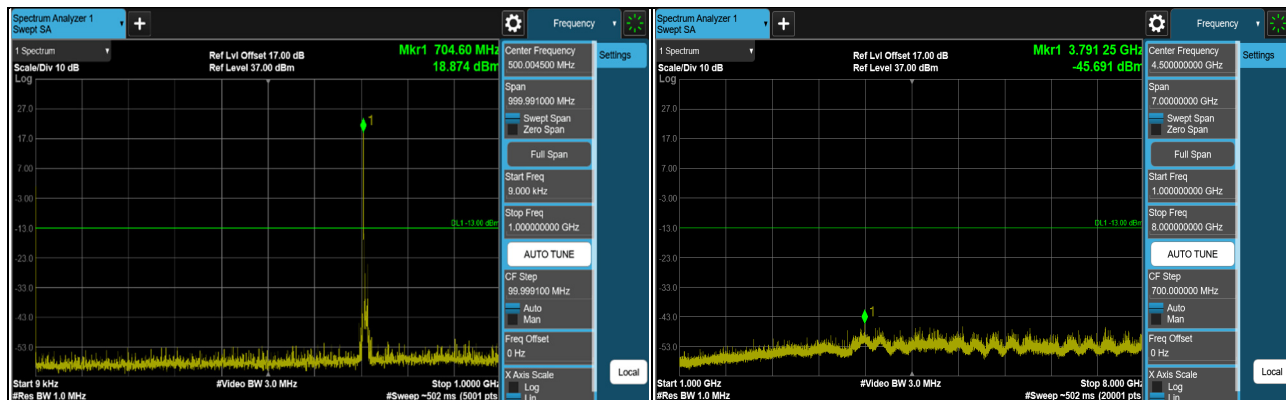 Spectrum Analyzer 1
Swept SA
Frequency
1 Spectrum
Scale/Div 10 dB
Log
Ref Lvl Offset 17.00 dB
Ref Level 37.00 dBm
Mkr1 704.60 MHz
18.874 dBm
27.0
17.0
7.00
-3.00
-13.0
-23.0
-33.0
-43.0
-53.0
1
DL1 -13.00 dBm
Start 9 kHz
#Res BW 1.0 MHz
#Video BW 3.0 MHz
Stop 1.0000 GHz
#Sweep ~502 ms (5001 pts
Center Frequency
500.004500 MHz
Span
999.991000 MHz
Swept Span
Zero Span
Full Span
Start Freq
9.000 kHz
Stop Freq
1.000000000 GHz
AUTO TUNE
CF Step
99.999100 MHz
Auto
Man
Freq Offset
0 Hz
X Axis Scale
Log
Lin
Settings
Local
Spectrum Analyzer 1
Swept SA
Frequency
1 Spectrum
Scale/Div 10 dB
Log
Ref Lvl Offset 17.00 dB
Ref Level 37.00 dBm
Mkr1 3.791 25 GHz
-45.691 dBm
27.0
17.0
7.00
-3.00
-13.0
-23.0
-33.0
-43.0
-53.0
1
DL1 -13.00 dBm
Start 1.000 GHz
#Res BW 1.0 MHz
#Video BW 3.0 MHz
Stop 8.000 GHz
#Sweep ~502 ms (20001 pts
Center Frequency
4.500000000 GHz
Span
7.00000000 GHz
Swept Span
Zero Span
Full Span
Start Freq
1.000000000 GHz
Stop Freq
8.000000000 GHz
AUTO TUNE
CF Step
700.000000 MHz
Auto
Man
Freq Offset
0 Hz
X Axis Scale
Log
Lin
Settings
Local